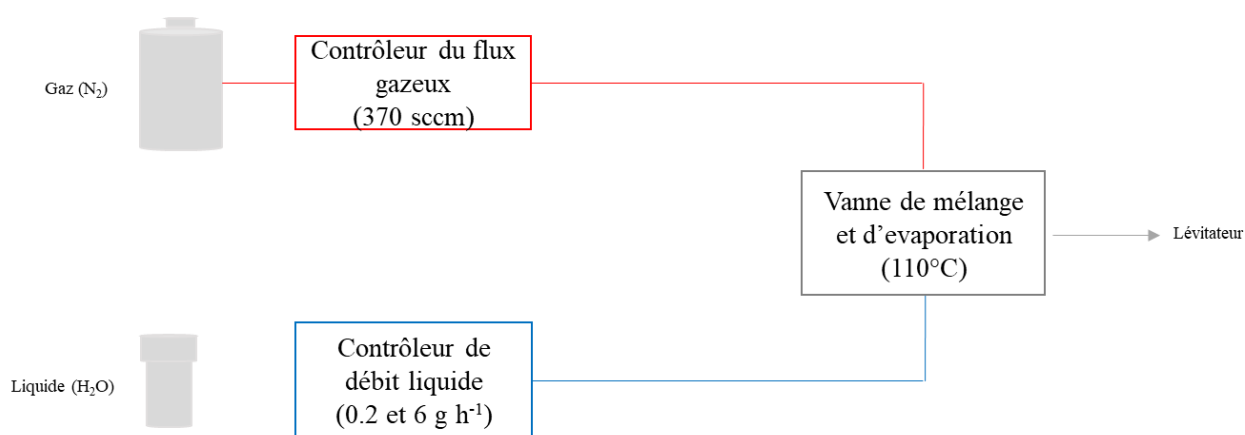 Gaz (N₂)
Contrôleur du flux
gazeux
(370 sccm)
Vanne de mélange
et d’evaporation
(110°C)
Lévitateur
Liquide (H₂O)
Contrôleur de
débit liquide
(0.2 et 6 g h⁻¹)